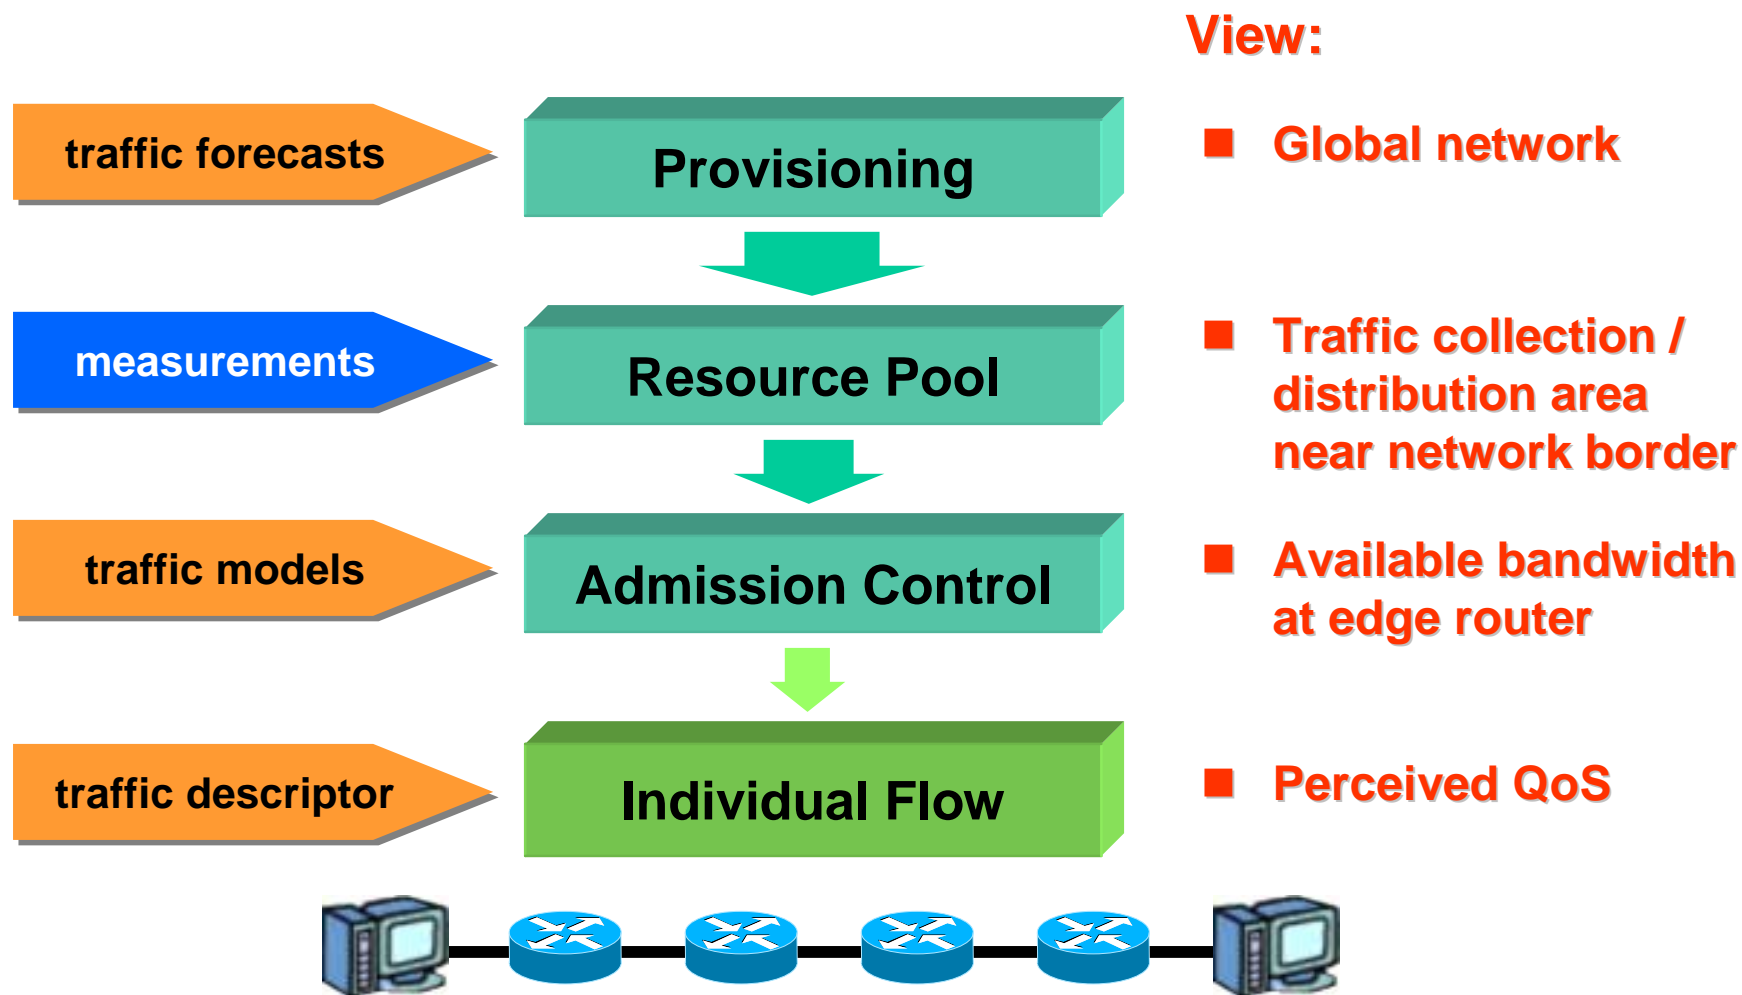 View:
traffic forecasts
Provisioning
Global network
measurements
Resource Pool
Traffic collection /
distribution area
near network border
traffic models
Admission Control
Available bandwidth
at edge router
traffic descriptor
Individual Flow
Perceived QoS